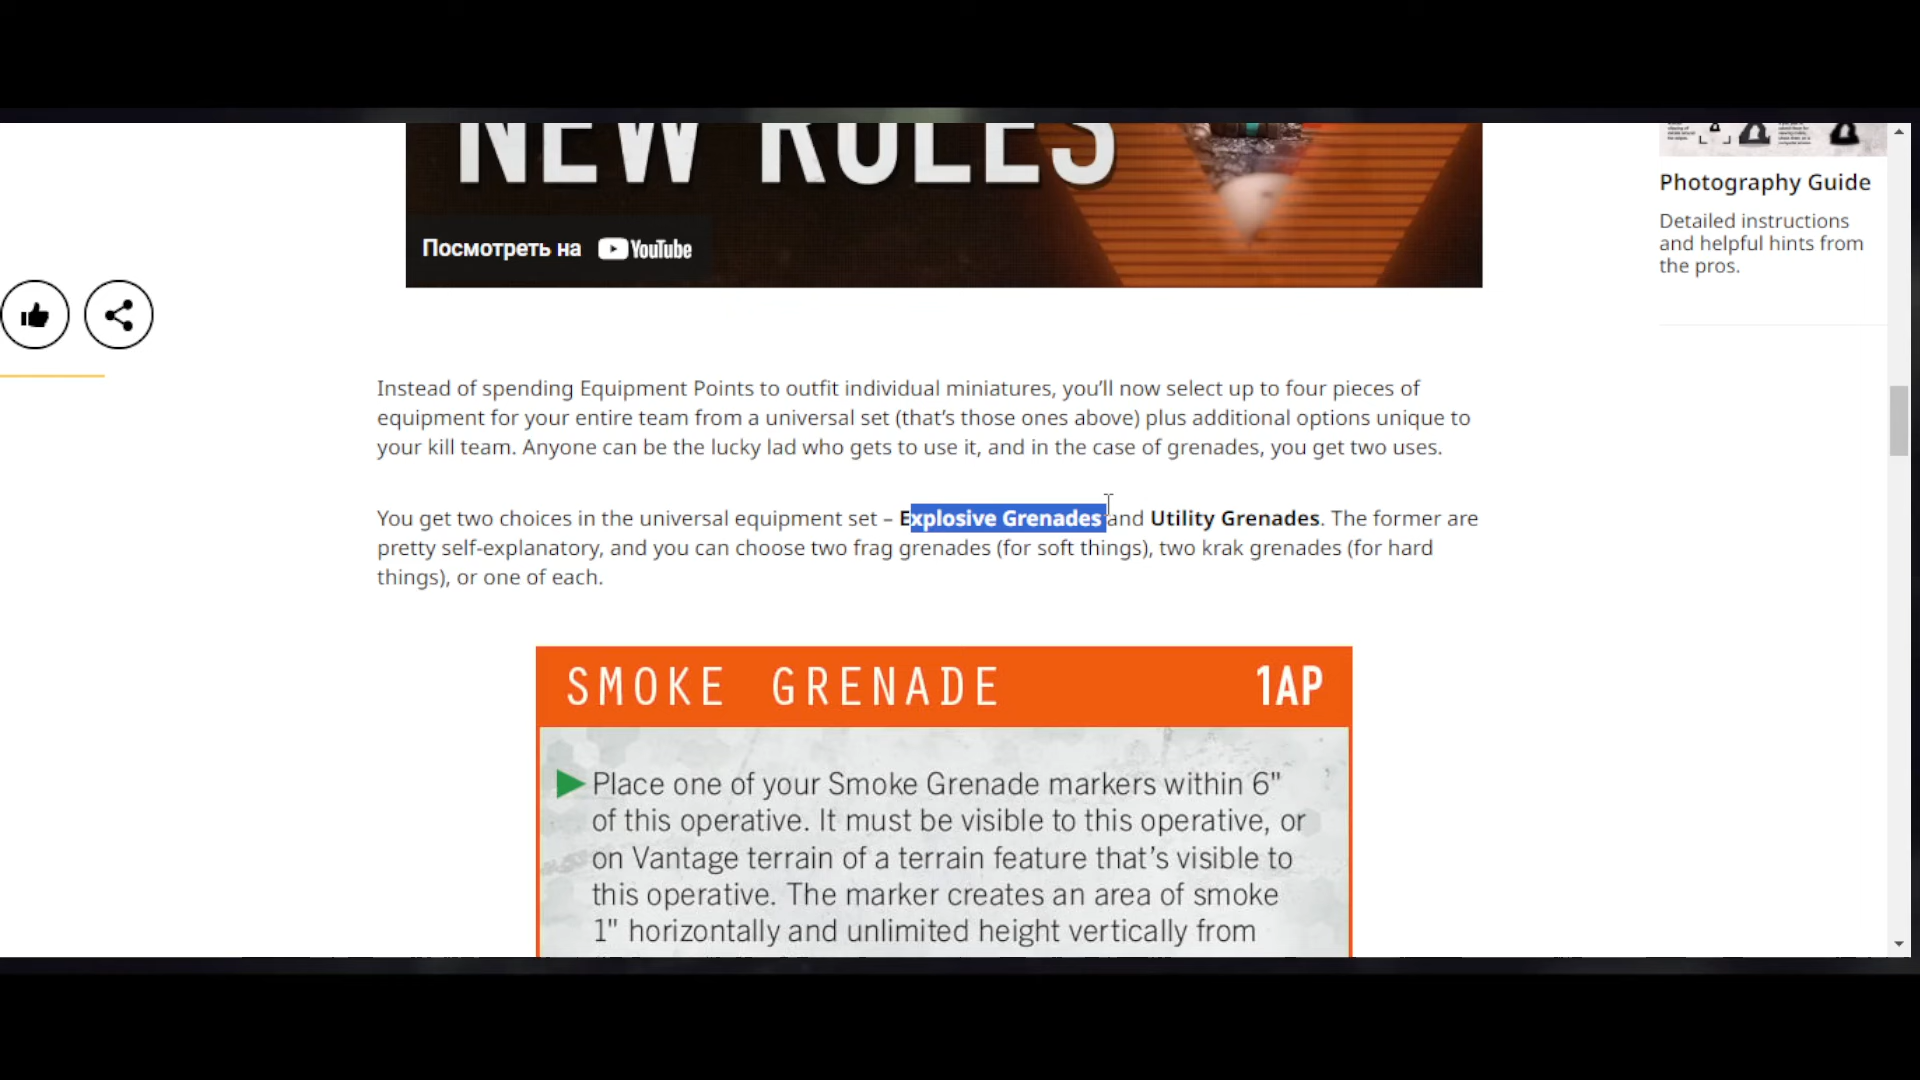 NEW RULES
Посмотреть на YouTube
Photography Guide
Detailed instructions
and helpful hints from
the pros.
Instead of spending Equipment Points to outfit individual miniatures, you’ll now select up to four pieces of
equipment for your entire team from a universal set (that’s those ones above) plus additional options unique to
your kill team. Anyone can be the lucky lad who gets to use it, and in the case of grenades, you get two uses.
You get two choices in the universal equipment set – Explosive Grenades and Utility Grenades. The former are
pretty self-explanatory, and you can choose two frag grenades (for soft things), two krak grenades (for hard
things), or one of each.
SMOKE GRENADE 1AP
Place one of your Smoke Grenade markers within 6"
of this operative. It must be visible to this operative, or
on Vantage terrain of a terrain feature that’s visible to
this operative. The marker creates an area of smoke
1" horizontally and unlimited height vertically from